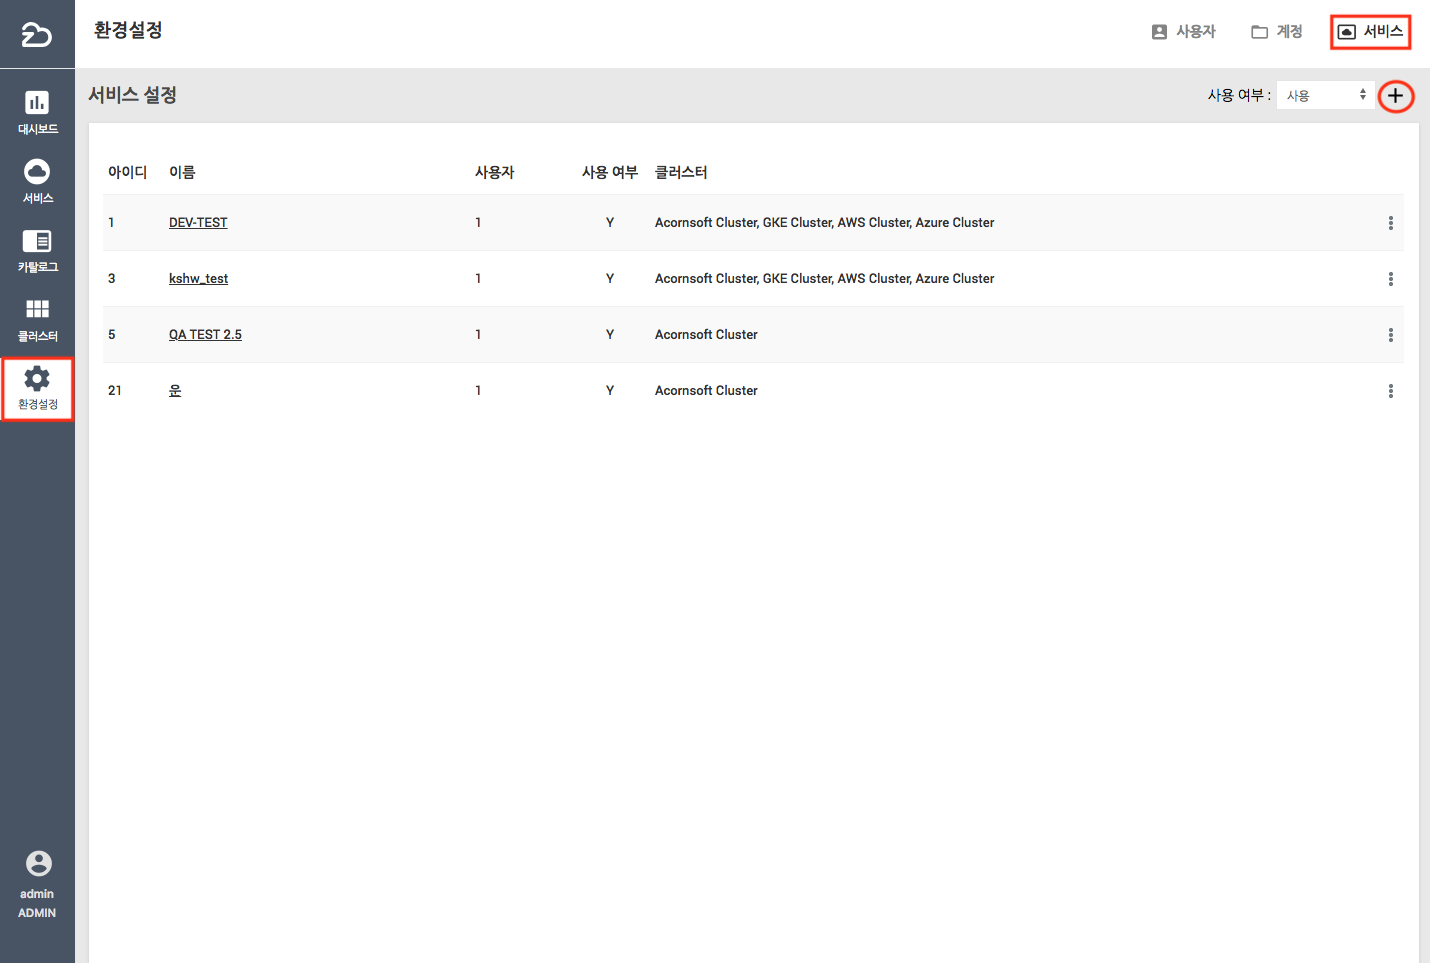 환경설정
사용자 계정 서비스
서비스 설정
사용 여부 : 사용
대시보드
서비스
카탈로그
클러스터
환경설정
아이디 이름 사용자 사용 여부 클러스터
1 DEV-TEST 1 Y Acornsoft Cluster, GKE Cluster, AWS Cluster, Azure Cluster
3 kshw_test 1 Y Acornsoft Cluster, GKE Cluster, AWS Cluster, Azure Cluster
5 QA TEST 2.5 1 Y Acornsoft Cluster
21 운 1 Y Acornsoft Cluster
admin
ADMIN